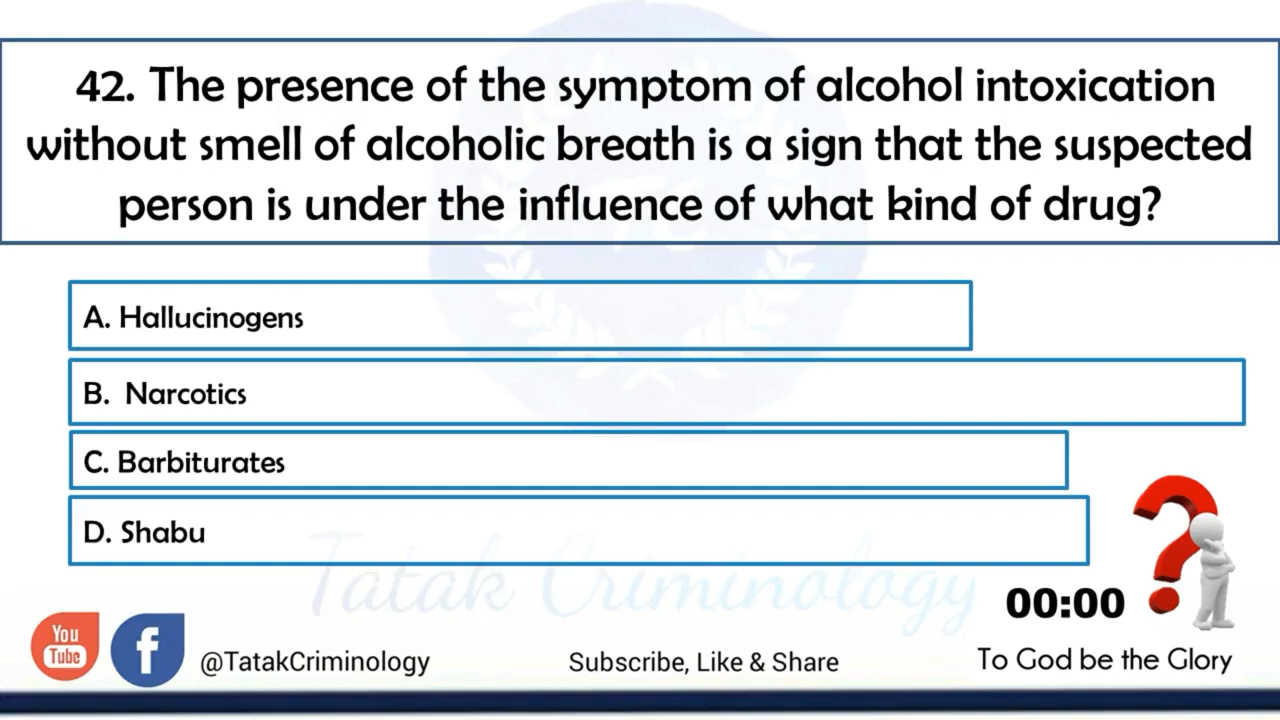 42. The presence of the symptom of alcohol intoxication
without smell of alcoholic breath is a sign that the suspected
person is under the influence of what kind of drug?
A. Hallucinogens
B. Narcotics
C. Barbiturates
D. Shabu
Tatak Criminology
00:00
You
Tube
f
@TatakCriminology
Subscribe, Like & Share
To God be the Glory